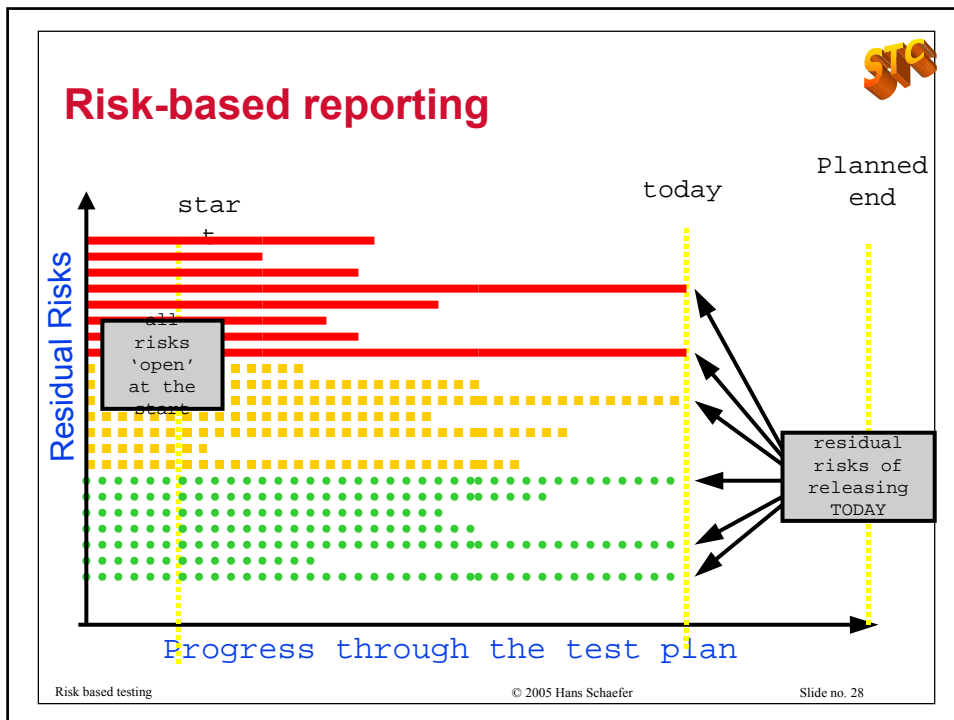 STC
Risk-based reporting
Planned
end
today
star
t
Residual Risks
all
risks
‘open’
at the
start
residual
risks of
releasing
TODAY
Progress through the test plan
Risk based testing
© 2005 Hans Schaefer
Slide no. 28